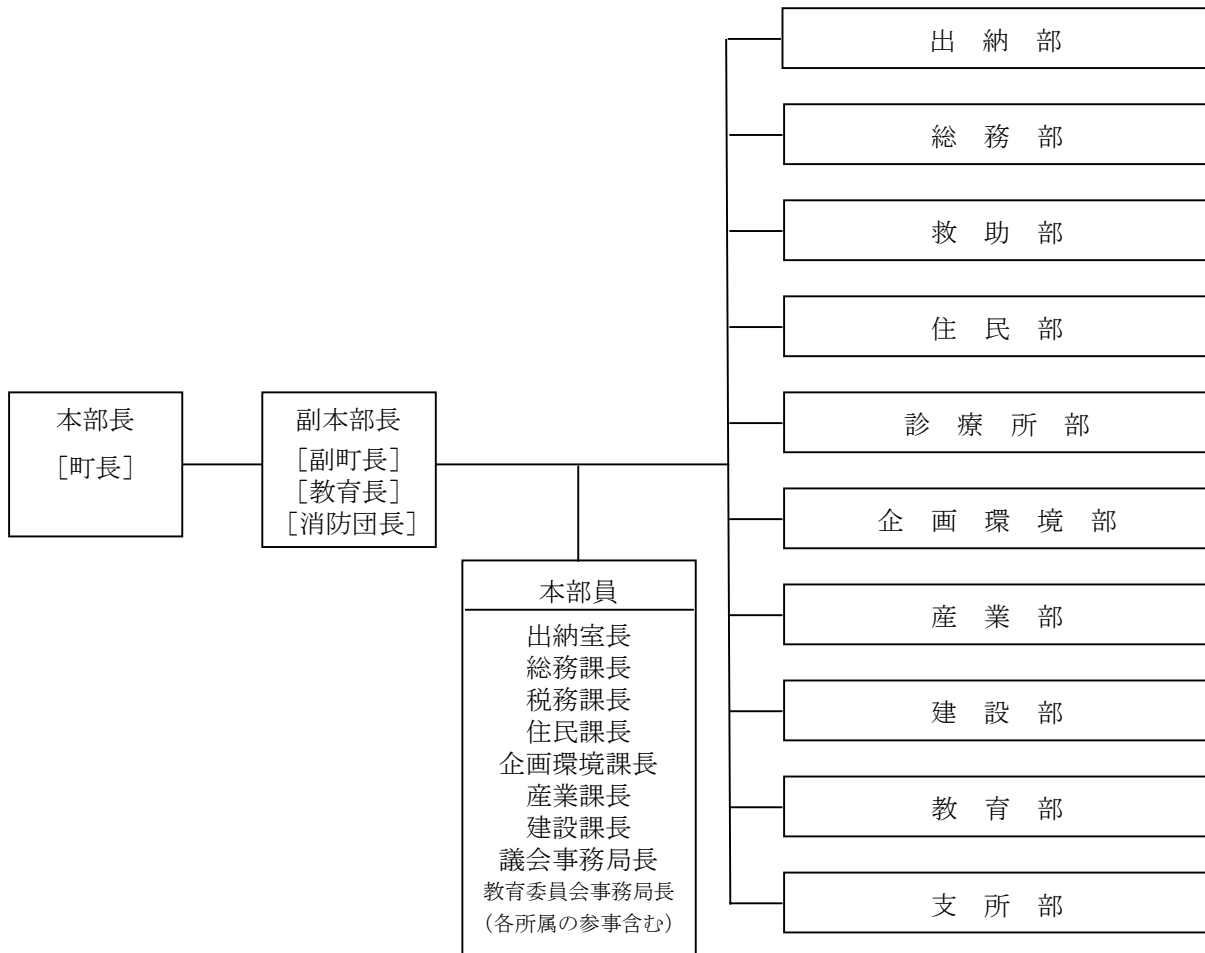 本部長
［町長］
副本部長
［副町長］
［教育長］
［消防団長］
本部員
出納室長
総務課長
税務課長
住民課長
企画環境課長
産業課長
建設課長
議会事務局長
教育委員会事務局長
（各所属の参事含む）
出　納　部
総　務　部
救　助　部
住　民　部
診　療　所　部
企　画　環　境　部
産　業　部
建　設　部
教　育　部
支　所　部